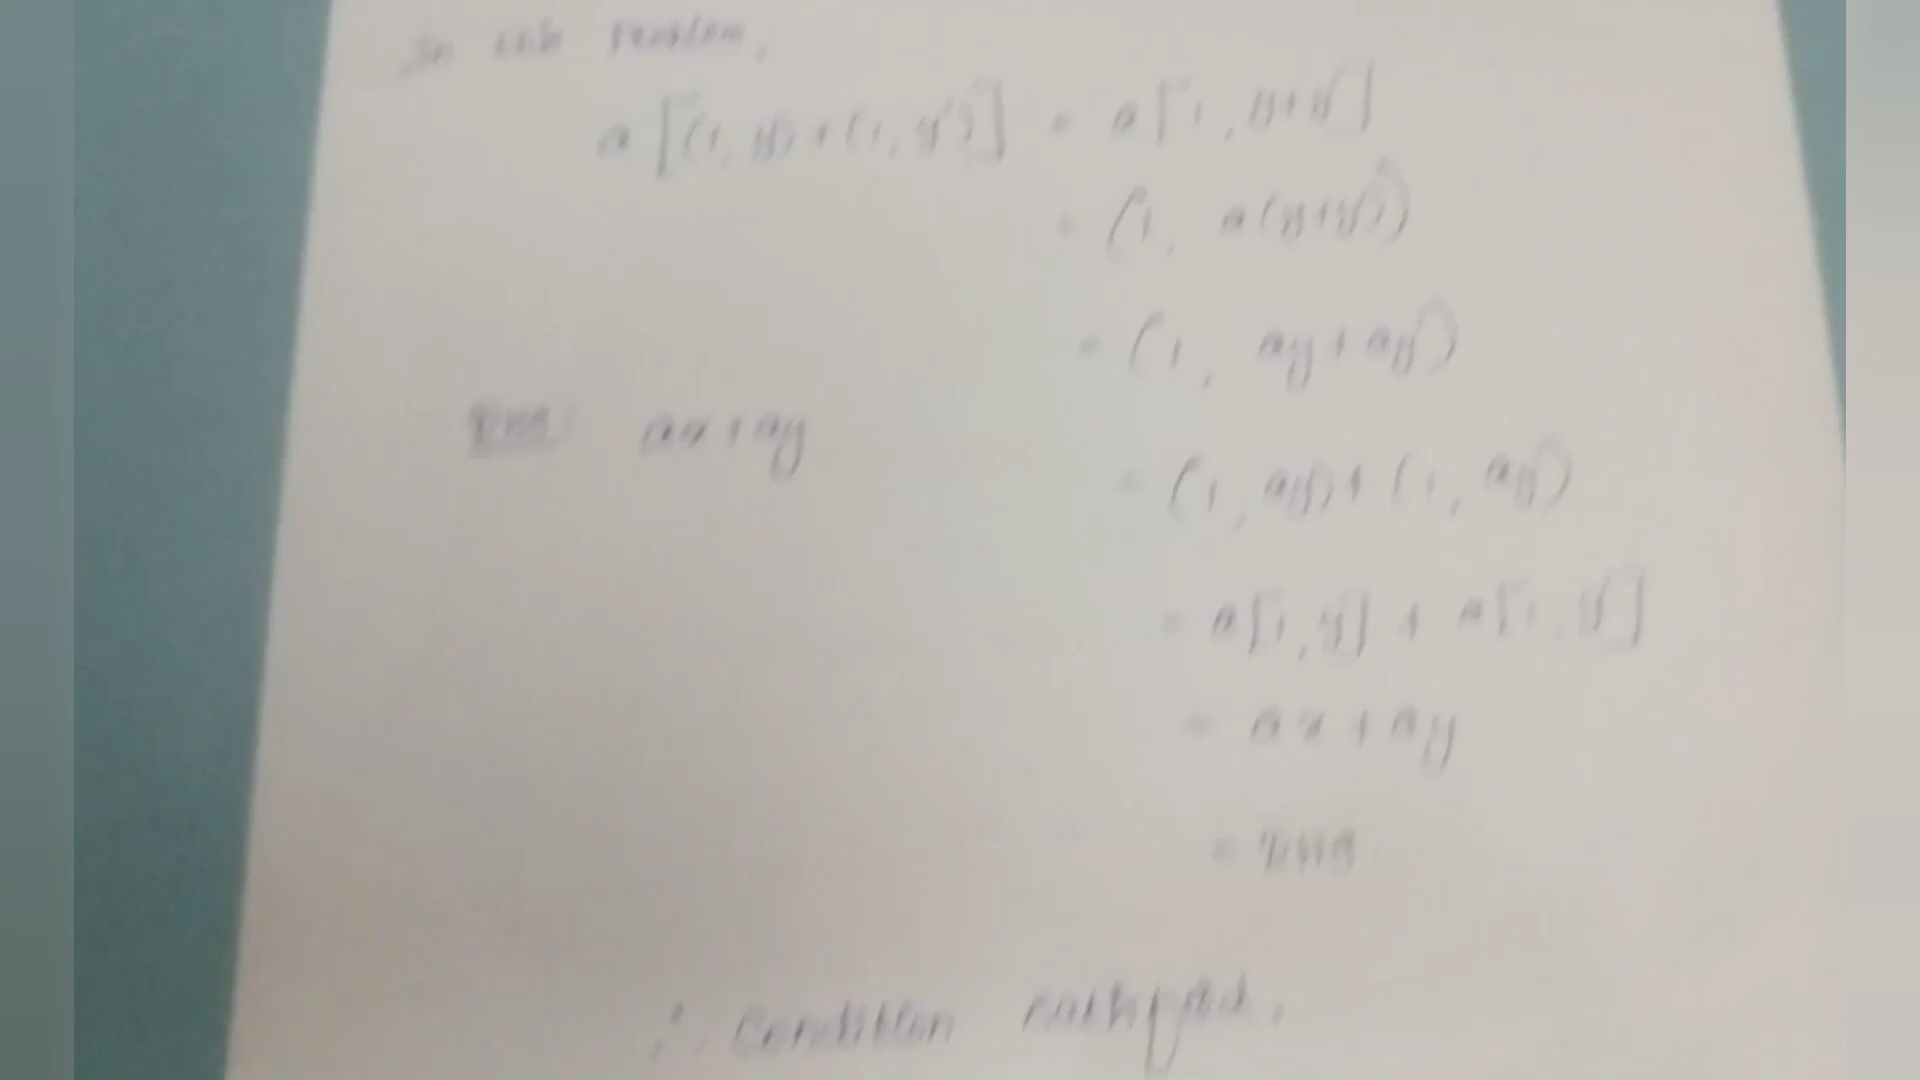 In this Problem,
a[(1, y) + (1, y')] = a[1, y+y']
= (1, a(y+y'))
= (1, ay + ay')
RHS: ax + ay
= (1, ay) + (1, ay')
= a[1, y] + a[1, y']
= ax + ay
= RHS.
∴ Condition satisfied.